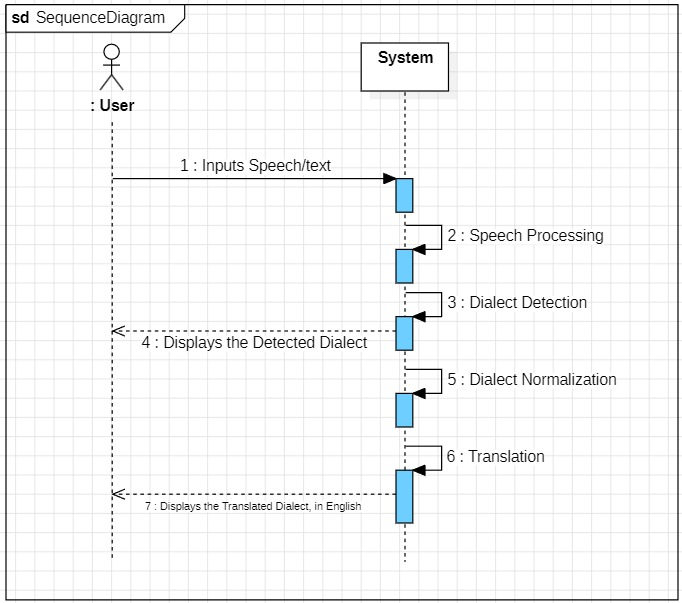 sd SequenceDiagram
System
: User
1 : Inputs Speech/text
2 : Speech Processing
3 : Dialect Detection
4 : Displays the Detected Dialect
5 : Dialect Normalization
6 : Translation
7 : Displays the Translated Dialect, in English